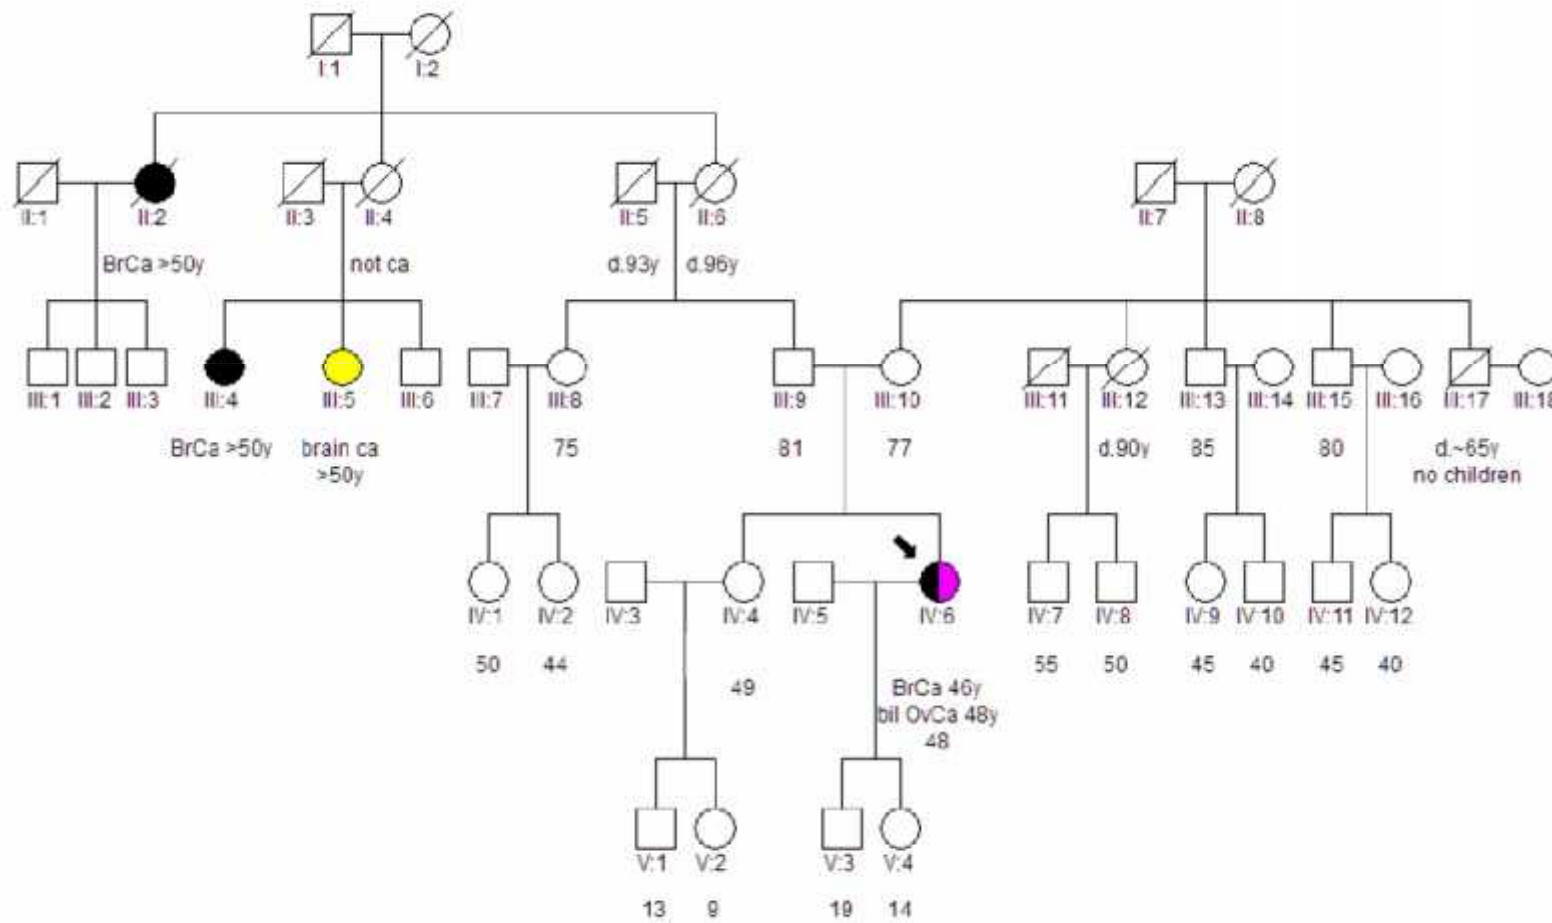 I:1 I:2
II:1 II:2 II:3 II:4 II:5 II:6 II:7 II:8
BrCa >50y not ca d.93y d.96y
III:1 III:2 III:3 III:4 III:5 III:6 III:7 III:8 III:9 III:10 III:11 III:12 III:13 III:14 III:15 III:16 III:17 III:18
BrCa >50y brain ca 75 81 77 d.90y 85 80 d.~65y
>50y no children
IV:1 IV:2 IV:3 IV:4 IV:5 IV:6 IV:7 IV:8 IV:9 IV:10 IV:11 IV:12
50 44 49 BrCa 46y 55 50 45 40 45 40
bil OvCa 48y
48
V:1 V:2 V:3 V:4
13 9 19 14